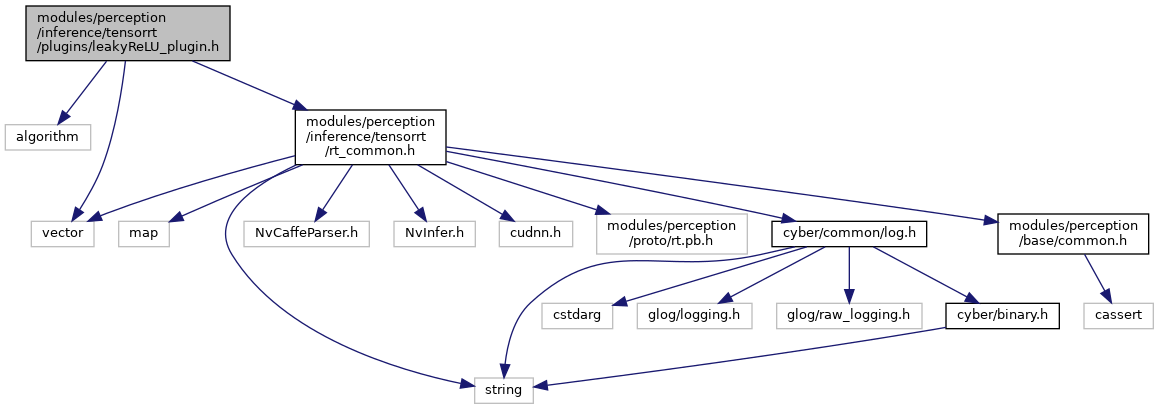 modules/perception
/inference/tensorrt
/plugins/leakyReLU_plugin.h
algorithm
modules/perception
/inference/tensorrt
/rt_common.h
vector
map
NvCaffeParser.h
NvInfer.h
cudnn.h
modules/perception
/proto/rt.pb.h
cyber/common/log.h
modules/perception
/base/common.h
cstdarg
glog/logging.h
glog/raw_logging.h
cyber/binary.h
cassert
string